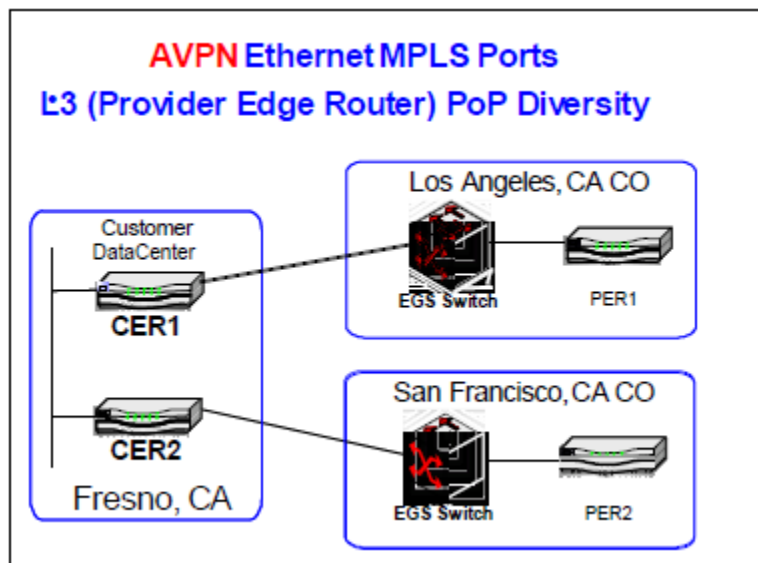 AVPN Ethernet MPLS Ports
L3 (Provider Edge Router) PoP Diversity
Customer
DataCenter
CER1
CER2
Fresno, CA
Los Angeles, CA CO
EGS Switch
PER1
San Francisco, CA CO
EGS Switch
PER2